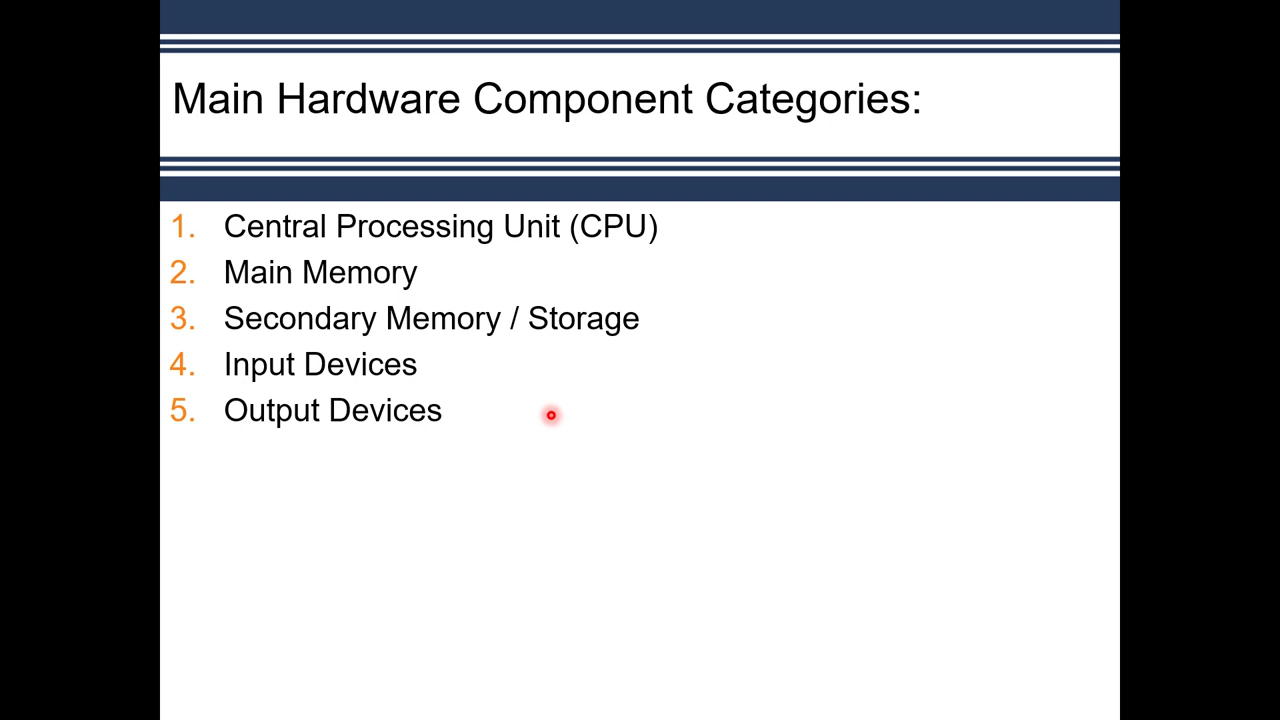 Main Hardware Component Categories:
1. Central Processing Unit (CPU)
2. Main Memory
3. Secondary Memory / Storage
4. Input Devices
5. Output Devices